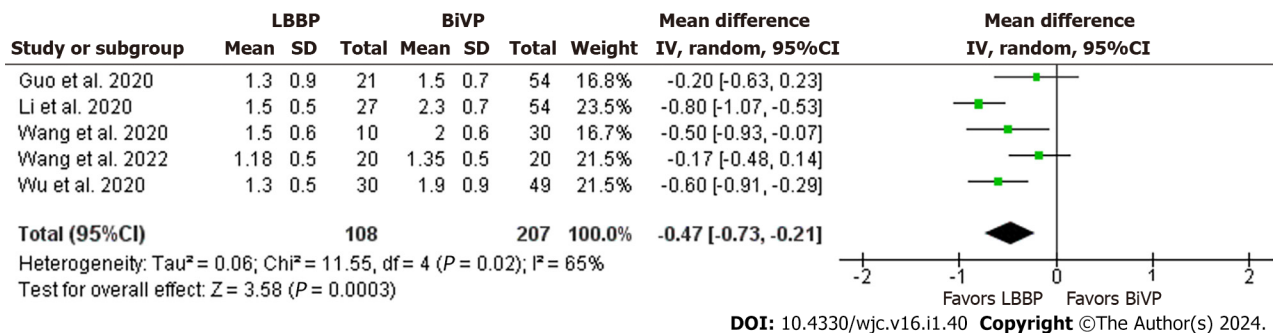 LBBP BiVP Mean difference Mean difference
Study or subgroup Mean SD Total Mean SD Total Weight IV, random, 95%CI IV, random, 95%CI
Guo et al. 2020 1.3 0.9 21 1.5 0.7 54 16.8% -0.20 [-0.63, 0.23]
Li et al. 2020 1.5 0.5 27 2.3 0.7 54 23.5% -0.80 [-1.07, -0.53]
Wang et al. 2020 1.5 0.6 10 2 0.6 30 16.7% -0.50 [-0.93, -0.07]
Wang et al. 2022 1.18 0.5 20 1.35 0.5 20 21.5% -0.17 [-0.48, 0.14]
Wu et al. 2020 1.3 0.5 30 1.9 0.9 49 21.5% -0.60 [-0.91, -0.29]
Total (95%CI) 108 207 100.0% -0.47 [-0.73, -0.21]
Heterogeneity: Tau² = 0.06; Chi² = 11.55, df = 4 (P = 0.02); I² = 65%
Test for overall effect: Z = 3.58 (P = 0.0003)
-2 -1 0 1 2
Favors LBBP Favors BiVP
DOI: 10.4330/wjc.v16.i1.40 Copyright ©The Author(s) 2024.